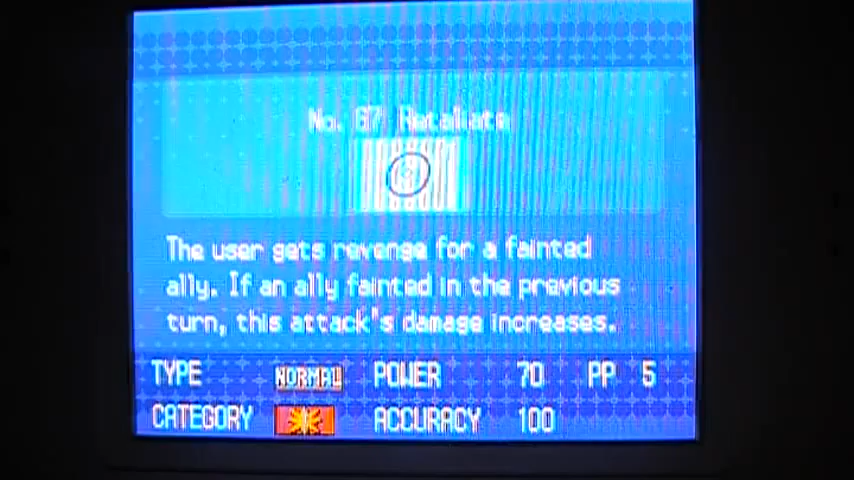 No. 67 Retaliate
The user gets revenge for a fainted
ally. If an ally fainted in the previous
turn, this attack's damage increases.
TYPE NORMAL POWER 70 PP 5
CATEGORY ACCURACY 100